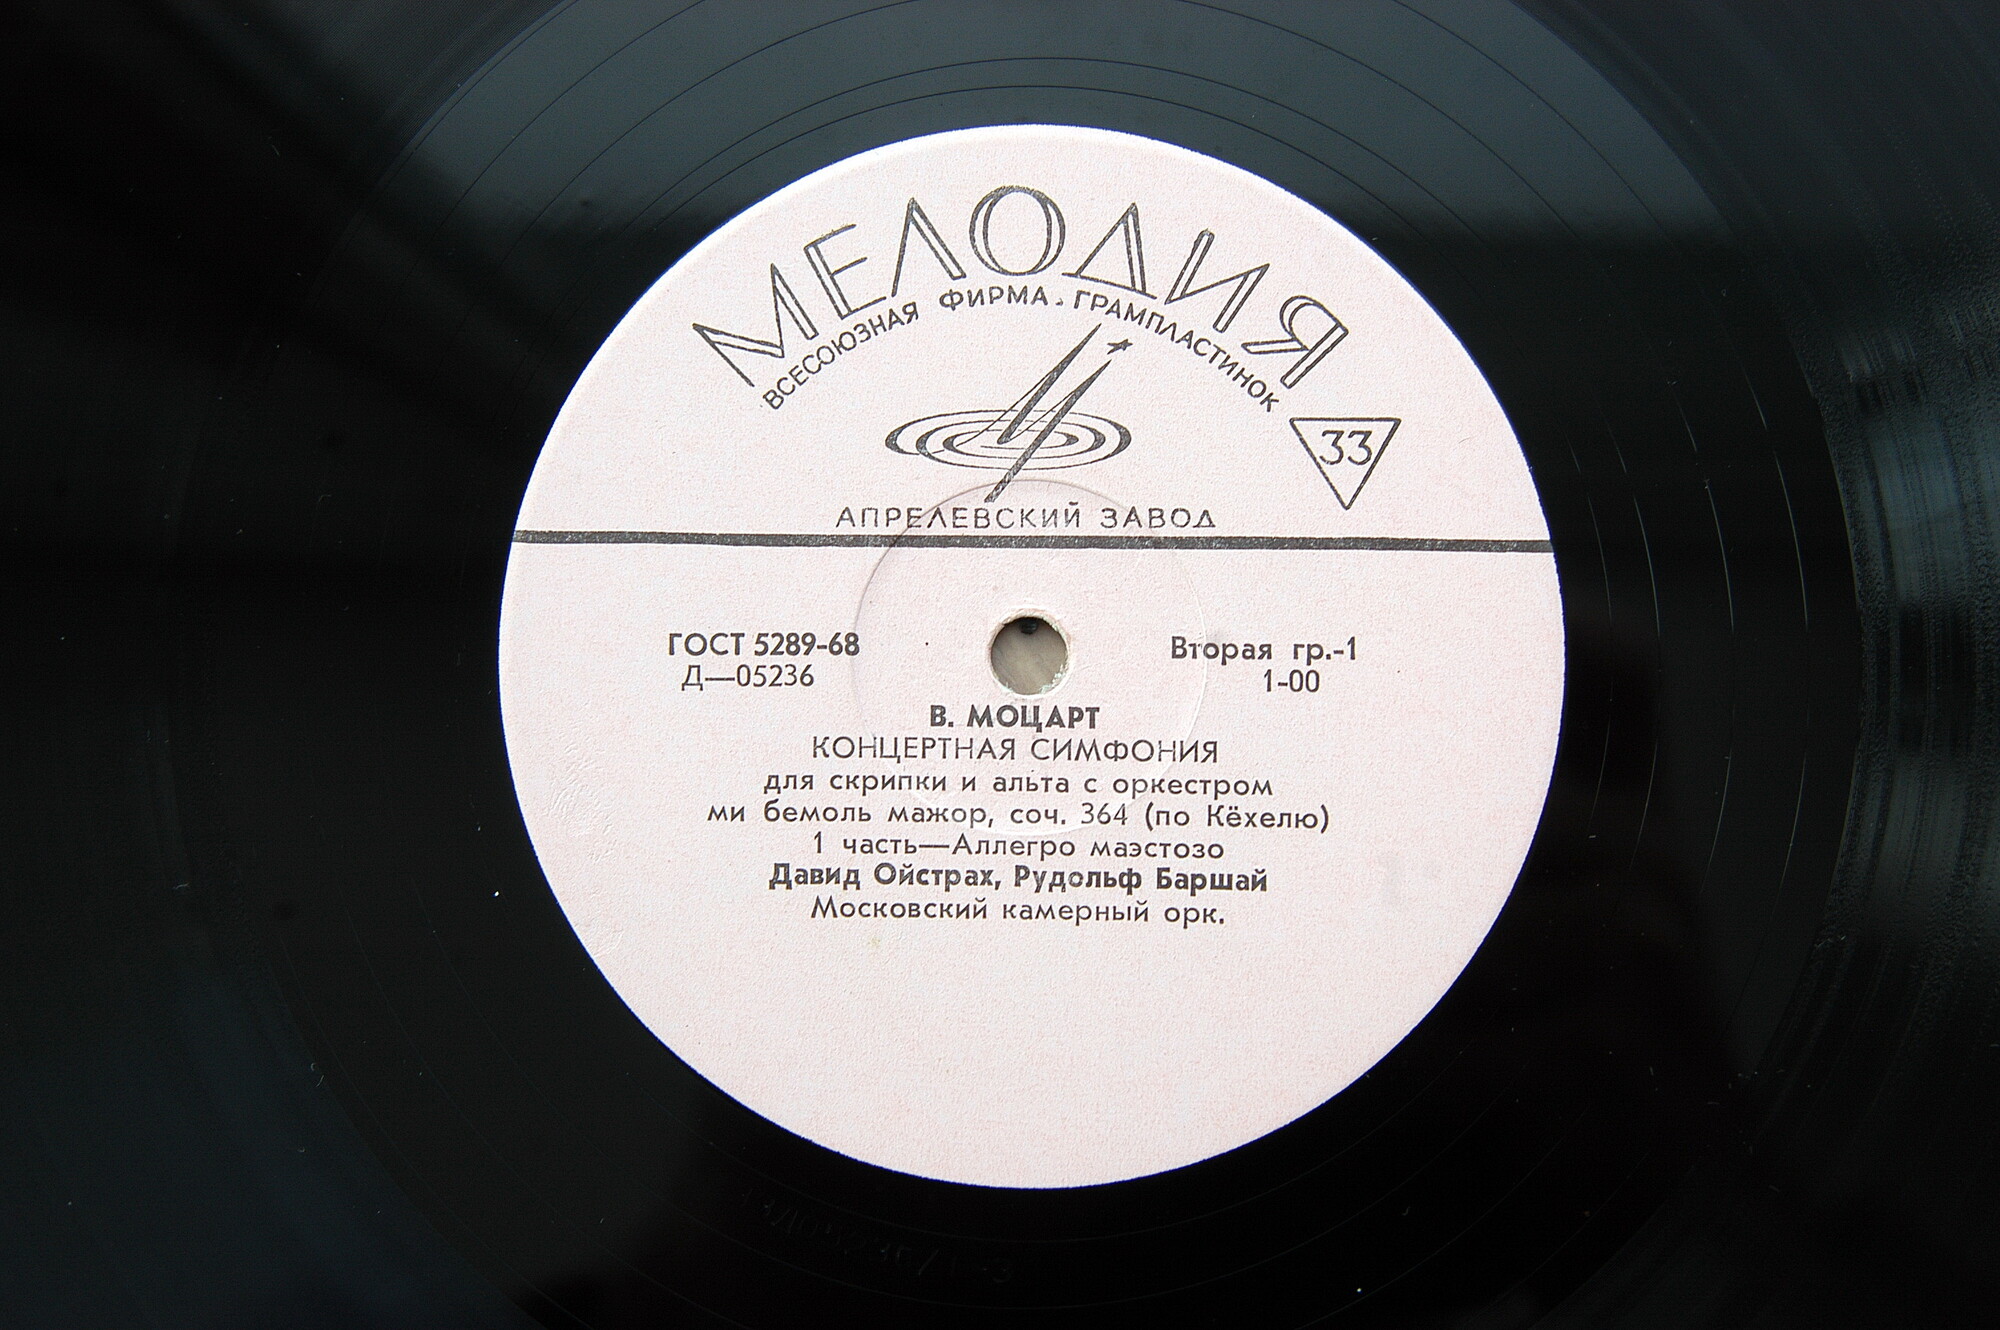 МЕЛОДИЯ
ВСЕСОЮЗНАЯ ФИРМА ГРАМПЛАСТИНОК
33
АПРЕЛЕВСКИЙ ЗАВОД
ГОСТ 5289-68 Вторая гр.-1
Д—05236 1-00
В. МОЦАРТ
КОНЦЕРТНАЯ СИМФОНИЯ
для скрипки и альта с оркестром
ми бемоль мажор, соч. 364 (по Кёхелю)
1 часть—Аллегро маэстозо
Давид Ойстрах, Рудольф Баршай
Московский камерный орк.